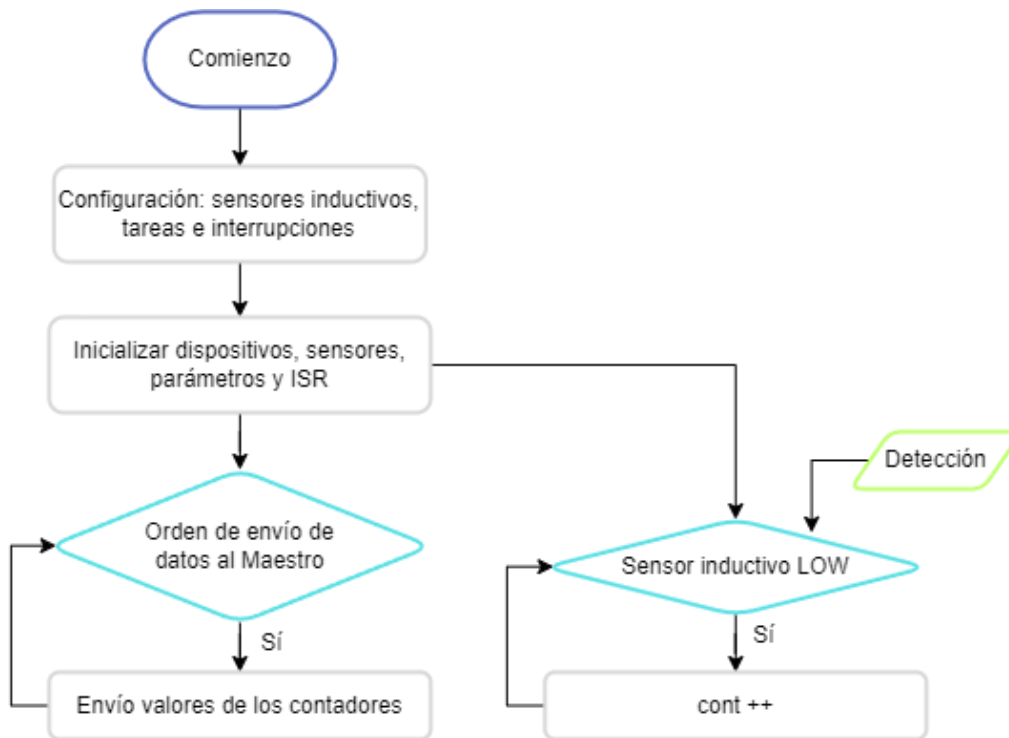 Comienzo
Configuración: sensores inductivos,
tareas e interrupciones
Inicializar dispositivos, sensores,
parámetros y ISR
Detección
Orden de envío de
datos al Maestro
Sensor inductivo LOW
Sí
Sí
Envío valores de los contadores
cont ++